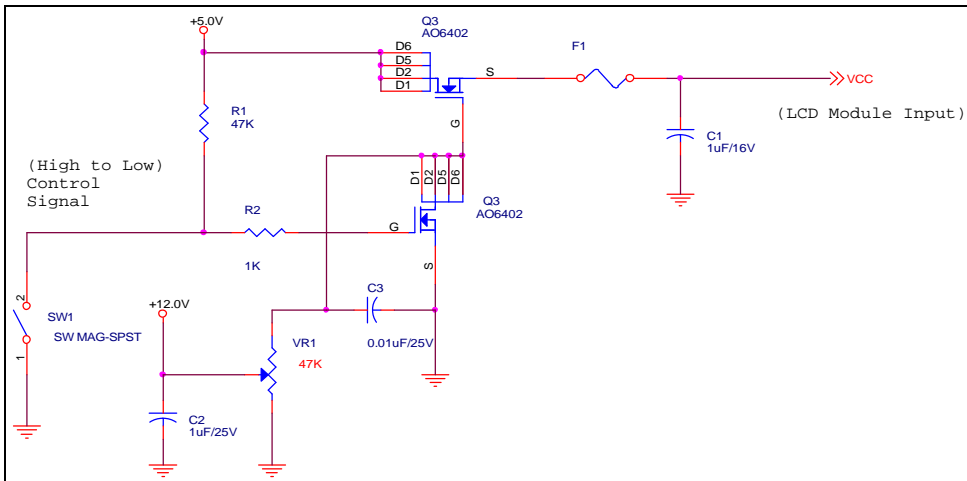 +5.0V
Q3
AO6402
D6
D5
D2
D1
S
G
F1
VCC
(LCD Module Input)
C1
1uF/16V
R1
47K
(High to Low)
Control
Signal
D1
D2
D5
D6
Q3
AO6402
R2
1K
G
S
SW1
SW MAG-SPST
2
1
+12.0V
C3
0.01uF/25V
VR1
47K
C2
1uF/25V